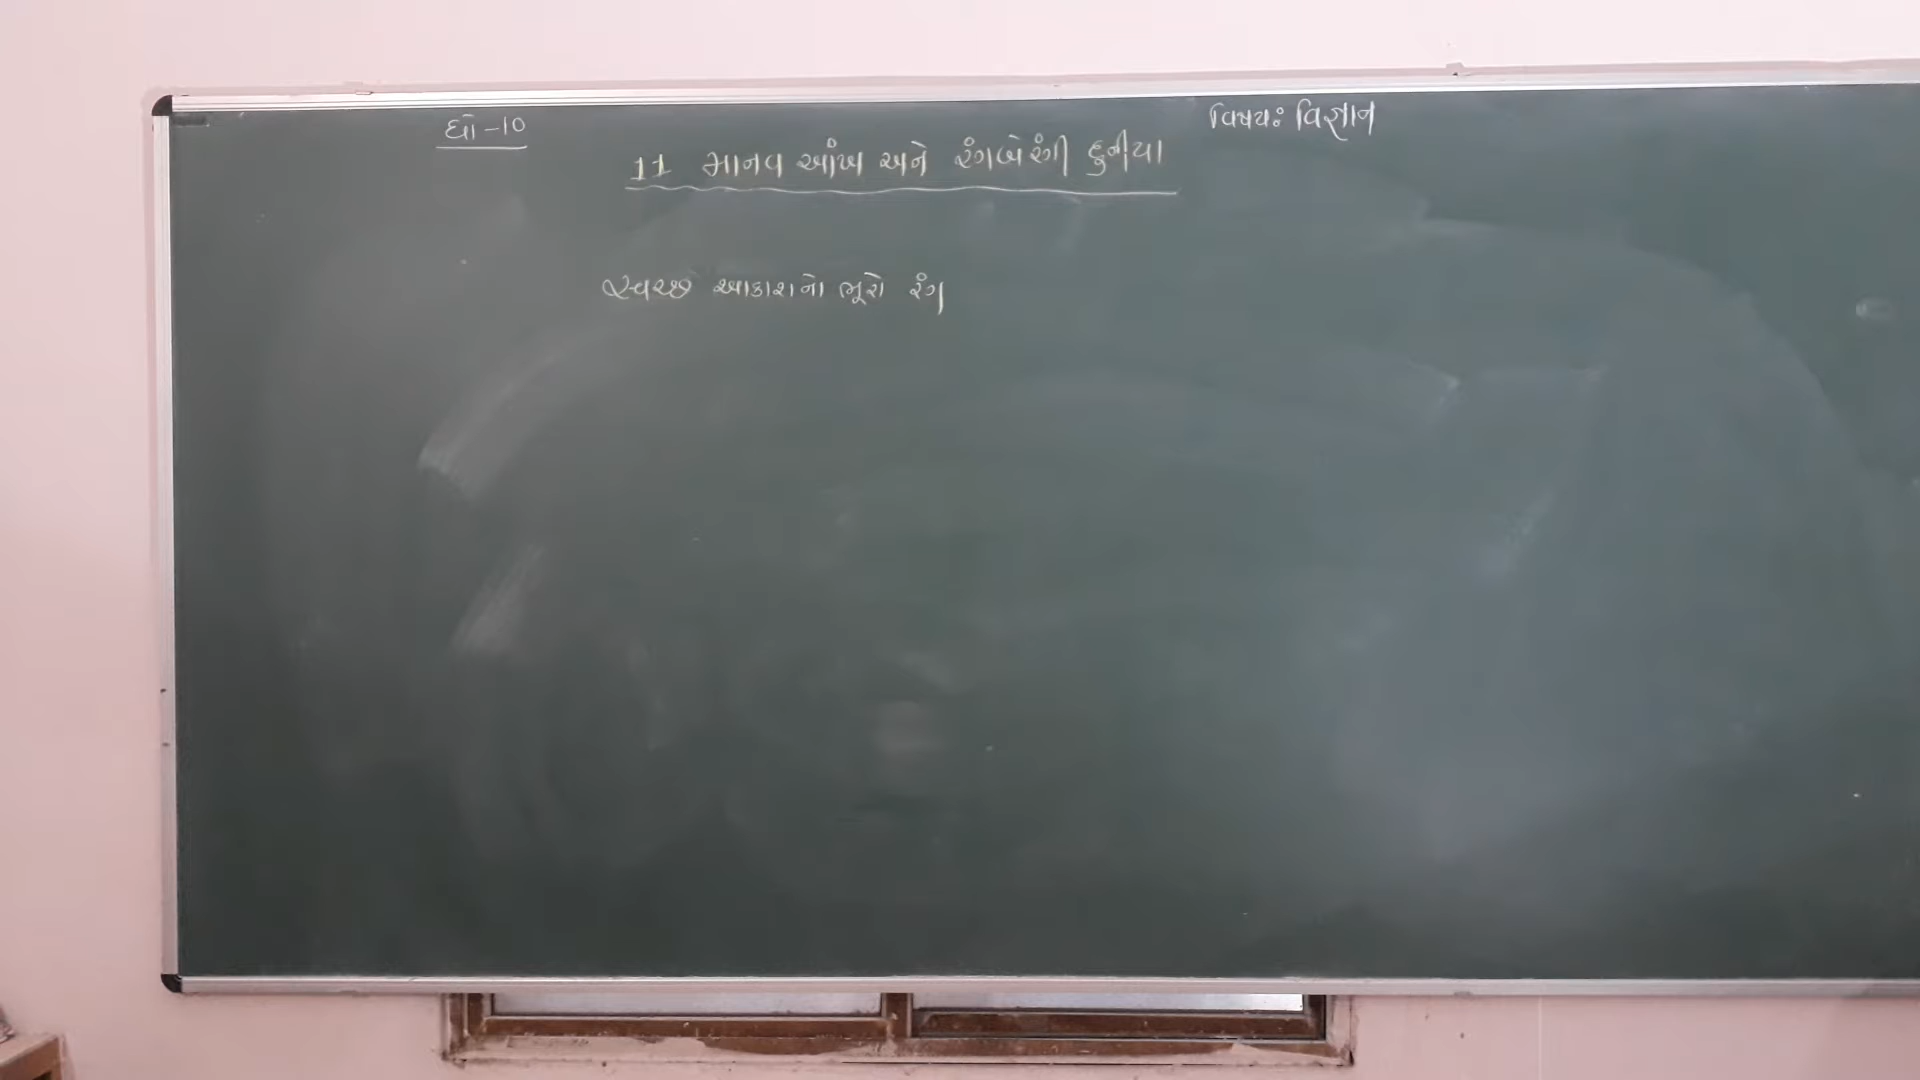 ધો-10
વિષય: વિજ્ઞાન
11 માનવ આંખ અને રંગબેરંગી દુનીયા
સ્વચ્છ આકાશનો ભૂરો રંગ